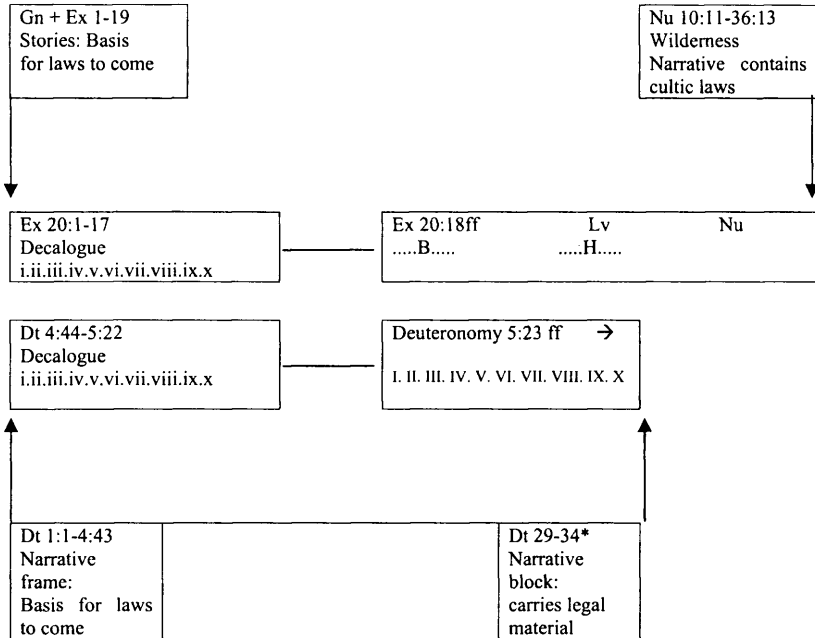 Gn + Ex 1-19
Stories: Basis
for laws to come
Nu 10:11-36:13
Wilderness
Narrative contains
cultic laws
Ex 20:1-17
Decalogue
i.ii.iii.iv.v.vi.vii.viii.ix.x
Ex 20:18ff Lv Nu
.....B..... .....H.....
Dt 4:44-5:22
Decalogue
i.ii.iii.iv.v.vi.vii.viii.ix.x
Deuteronomy 5:23 ff →
I. II. III. IV. V. VI. VII. VIII. IX. X
Dt 1:1-4:43
Narrative
frame:
Basis for laws
to come
Dt 29-34*
Narrative
block:
carries legal
material